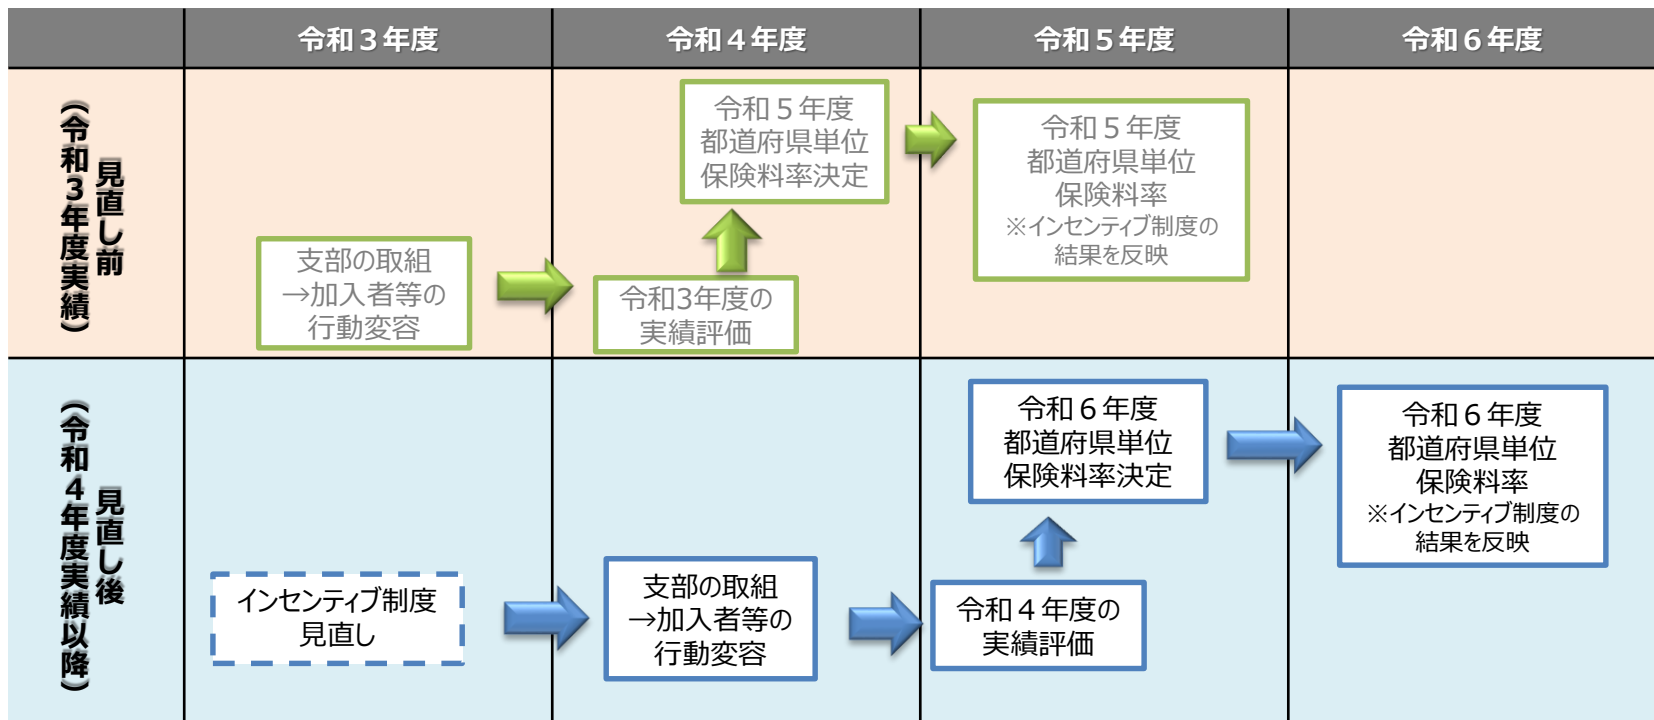 令和３年度
令和４年度
令和５年度
令和６年度
見直し前
（令和３年度実績）
支部の取組
→加入者等の
行動変容
令和3年度の
実績評価
令和５年度
都道府県単位
保険料率決定
令和５年度
都道府県単位
保険料率
※インセンティブ制度の
結果を反映
見直し後
（令和４年度実績以降）
インセンティブ制度
見直し
支部の取組
→加入者等の
行動変容
令和４年度の
実績評価
令和６年度
都道府県単位
保険料率決定
令和６年度
都道府県単位
保険料率
※インセンティブ制度の
結果を反映